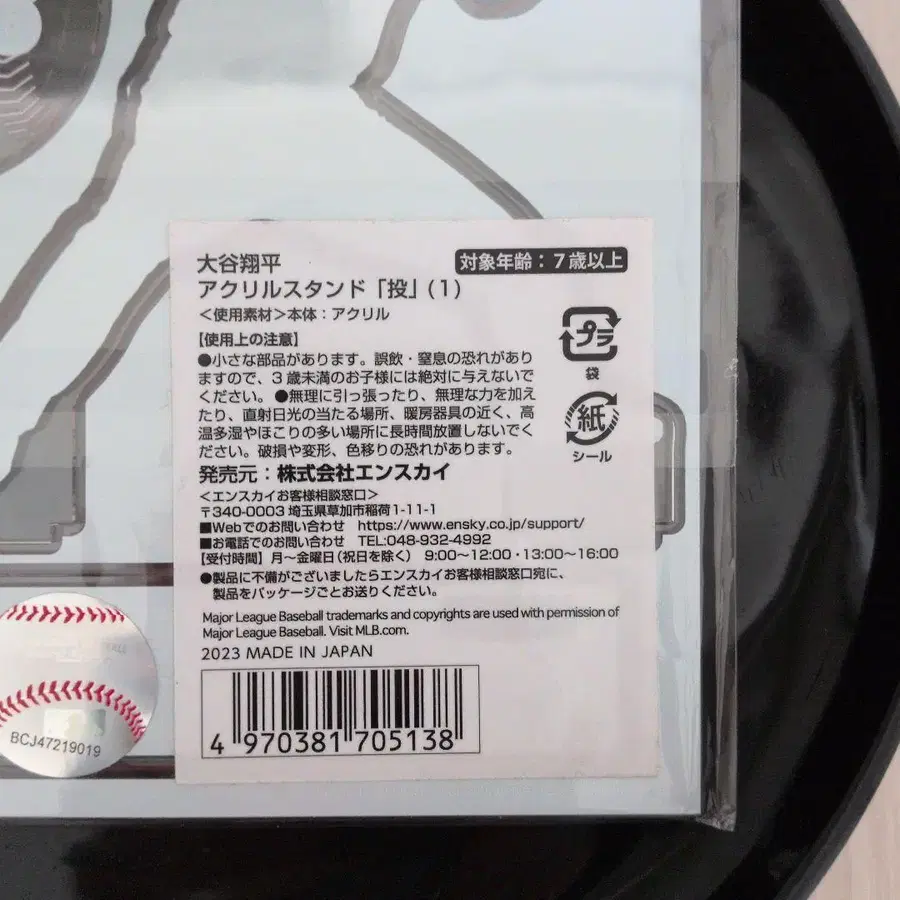 大谷翔平
対象年齢：７歳以上
アクリルスタンド「投」(1)
＜使用素材＞本体：アクリル
【使用上の注意】
●小さな部品があります。誤飲・窒息の恐れがあり
ますので、3歳未満のお子様には絶対に与えないで
ください。●無理に引っ張ったり、無理な力を加え
たり、直射日光の当たる場所、暖房器具の近く、高
温多湿やほこりの多い場所に長時間放置しないでく
ださい。破損や変形、色移りの恐れがあります。
プラ
袋
紙
シール
発売元：株式会社エンスカイ
＜エンスカイお客様相談窓口＞
〒340-0003 埼玉県草加市稲荷1-11-1
■Webでのお問い合わせ https://www.ensky.co.jp/support/
■お電話でのお問い合わせ TEL:048-932-4992
【受付時間】月～金曜日(祝日を除く) 9:00～12:00・13:00～16:00
●製品に不備がございましたらエンスカイお客様相談窓口宛に、
製品をパッケージごとお送りください。
Major League Baseball trademarks and copyrights are used with permission of
Major League Baseball. Visit MLB.com.
2023 MADE IN JAPAN
4 970381 705138
BCJ47219019